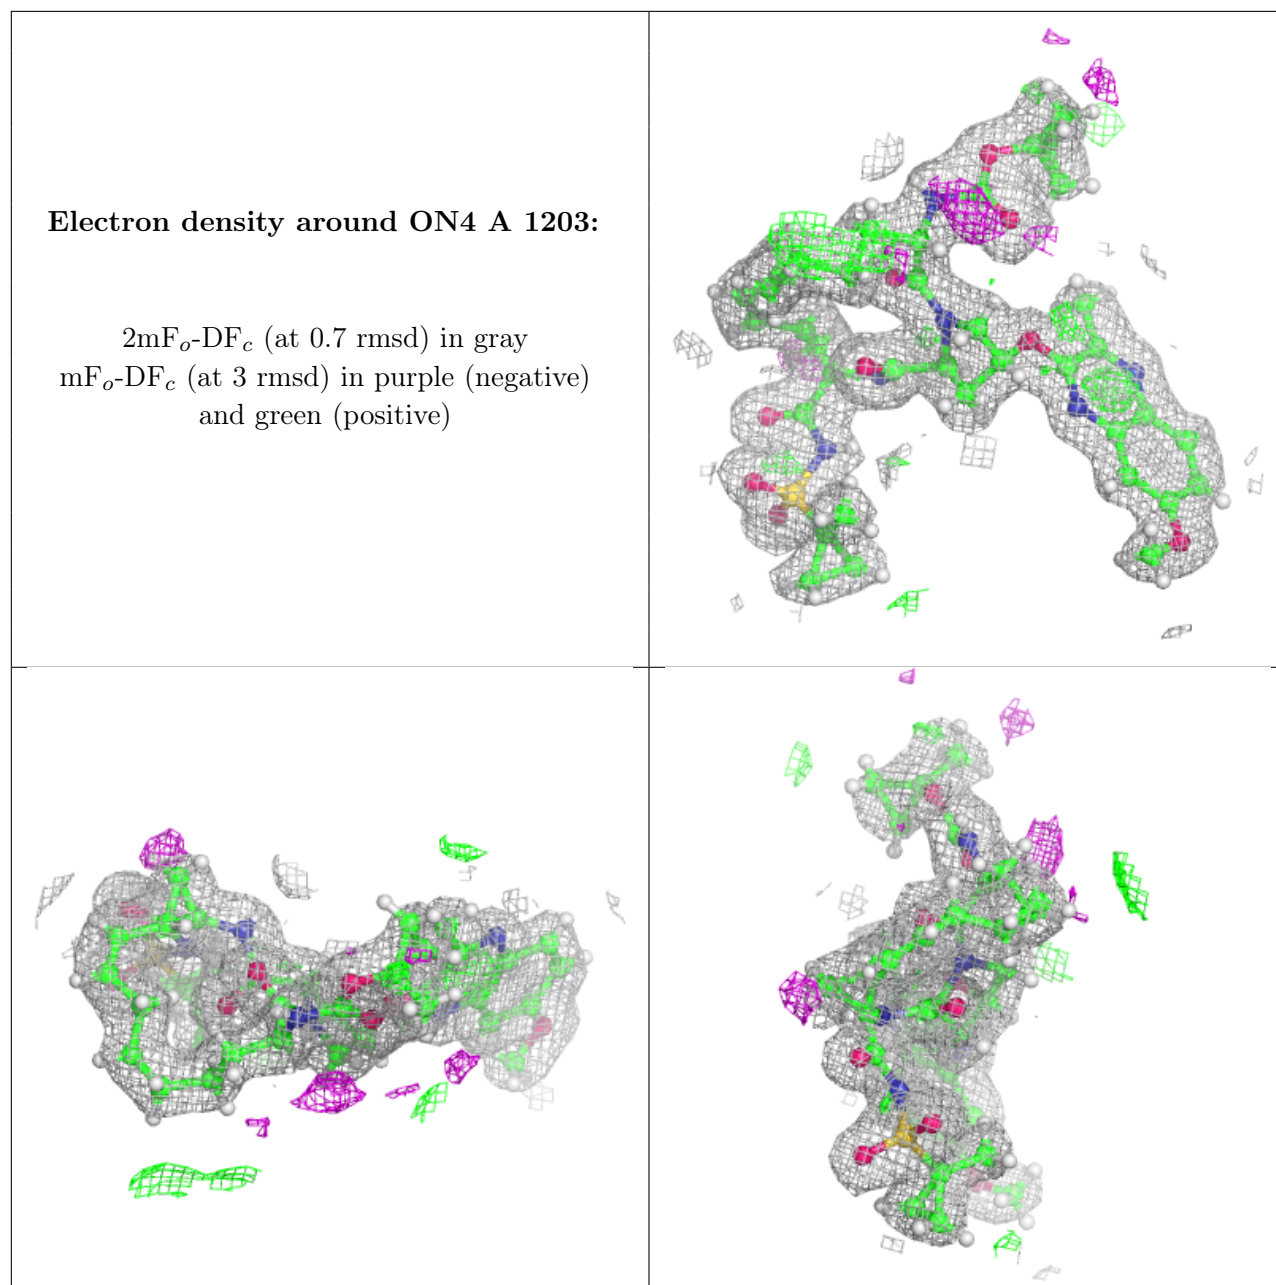 Electron density around ON4 A 1203:
2mFo-DFc (at 0.7 rmsd) in gray
mFo-DFc (at 3 rmsd) in purple (negative)
and green (positive)